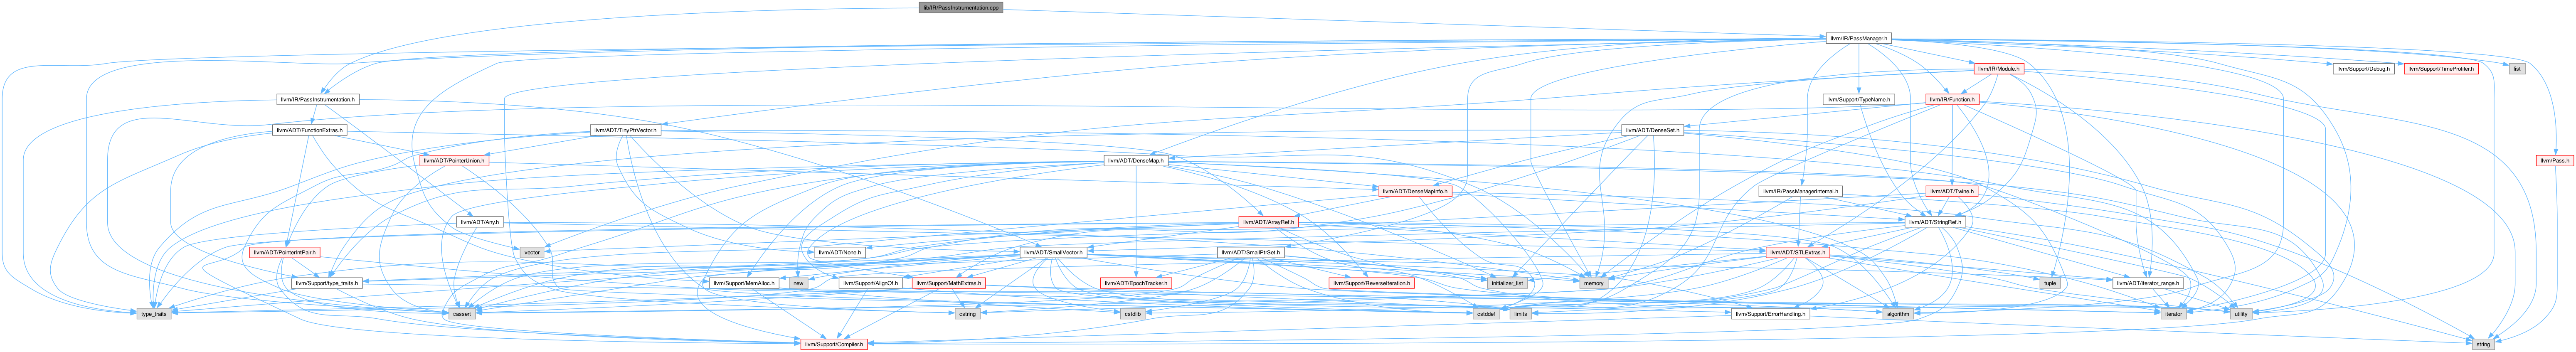 lib/IR/PassInstrumentation.cpp
llvm/IR/PassManager.h
llvm/IR/Module.h
llvm/Support/Debug.h
llvm/Support/TimeProfiler.h
list
llvm/IR/PassInstrumentation.h
llvm/Support/TypeName.h
llvm/IR/Function.h
llvm/ADT/FunctionExtras.h
llvm/ADT/TinyPtrVector.h
llvm/ADT/DenseSet.h
llvm/ADT/PointerUnion.h
llvm/ADT/DenseMap.h
llvm/Pass.h
llvm/ADT/DenseMapInfo.h
llvm/IR/PassManagerInternal.h
llvm/ADT/Twine.h
llvm/ADT/Any.h
llvm/ADT/ArrayRef.h
llvm/ADT/StringRef.h
llvm/ADT/PointerIntPair.h
vector
llvm/ADT/None.h
llvm/ADT/SmallVector.h
llvm/ADT/SmallPtrSet.h
llvm/ADT/STLExtras.h
llvm/Support/type_traits.h
llvm/Support/MemAlloc.h
new
llvm/Support/AlignOf.h
llvm/Support/MathExtras.h
llvm/ADT/EpochTracker.h
initializer_list
memory
llvm/Support/ReverseIteration.h
tuple
llvm/ADT/iterator_range.h
type_traits
cassert
cstring
cstdlib
cstddef
limits
llvm/Support/ErrorHandling.h
algorithm
iterator
utility
llvm/Support/Compiler.h
string